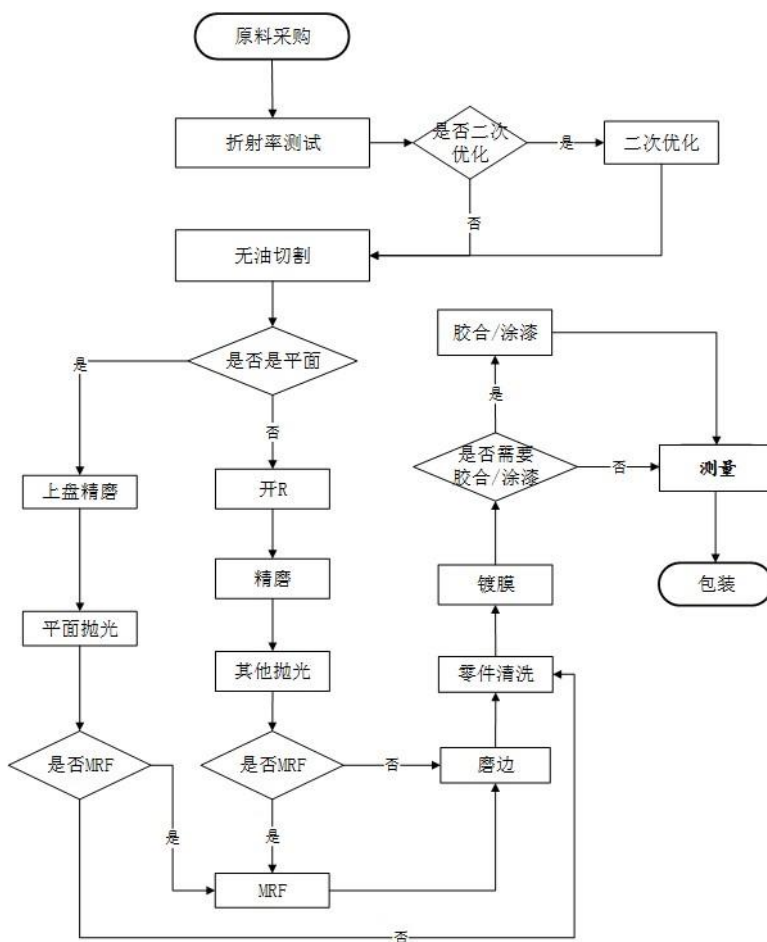 原料采购
折射率测试
是否二次
优化
是
二次优化
否
无油切割
胶合/涂漆
是否是平面
是
是
否
是否需要
胶合/涂漆
否
测量
上盘精磨
开R
精磨
镀膜
包装
平面抛光
其他抛光
零件清洗
是否MRF
是否MRF
否
磨边
是
是
MRF
否